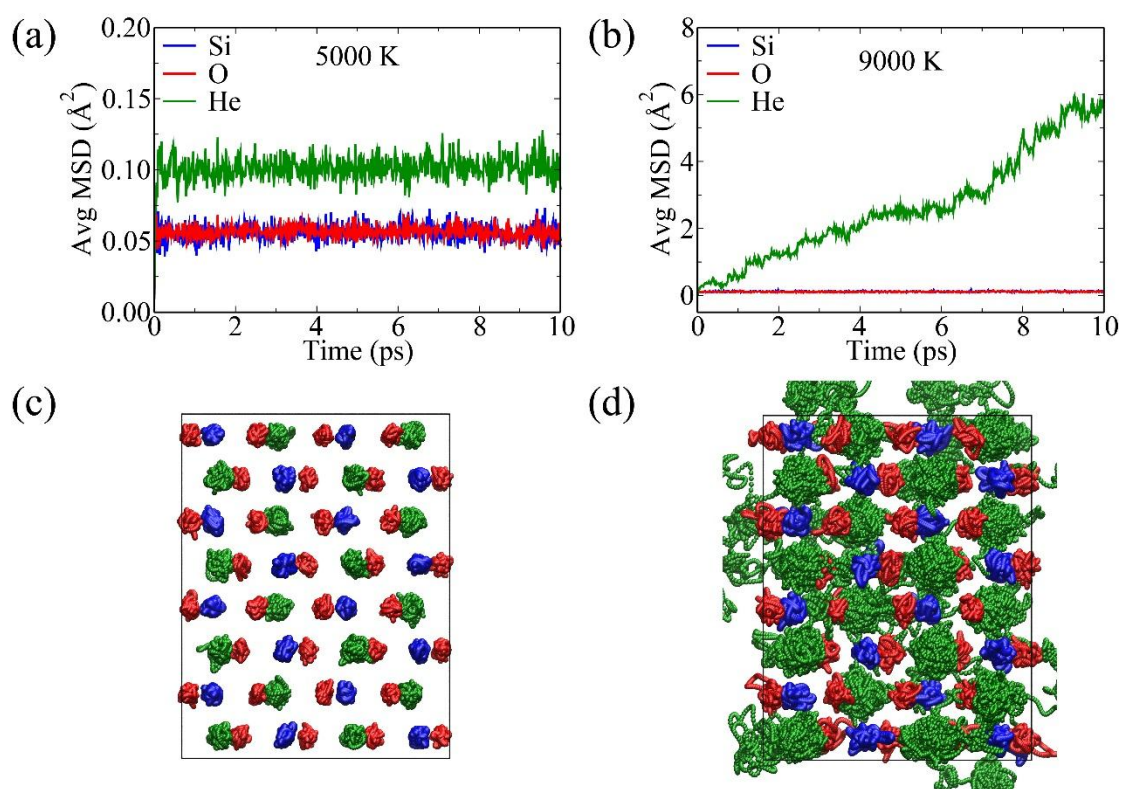 (a)
0.20
0.15
0.10
0.05
0.00
Avg MSD (Å²)
Si
O
He
5000 K
0 2 4 6 8 10
Time (ps)
(b)
8
6
4
2
0
Avg MSD (Å²)
Si
O
He
9000 K
0 2 4 6 8 10
Time (ps)
(c)
(d)